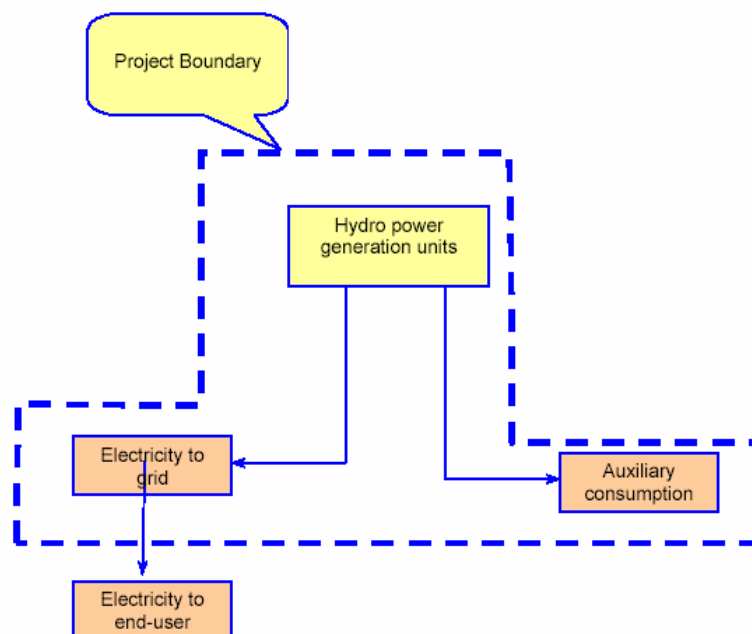 Project Boundary
Hydro power
generation units
Electricity to
grid
Auxiliary
consumption
Electricity to
end-user